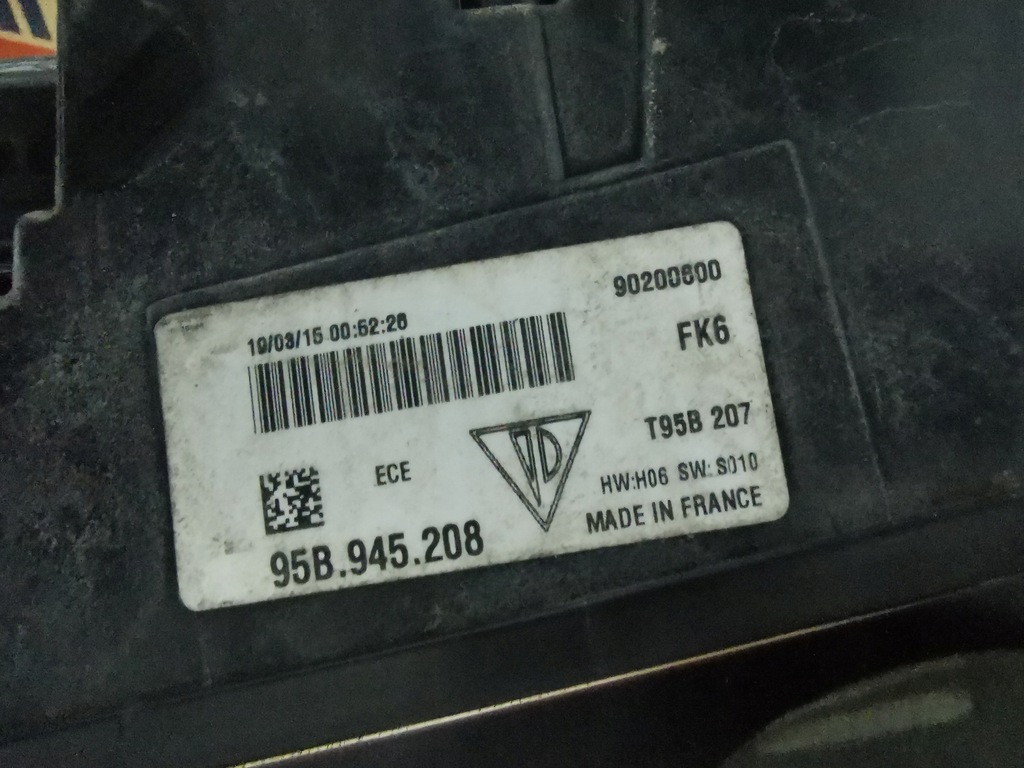 90200800
19/03/15 00:52:28
FK6
T95B 207
ECE
HW:H06 SW: S010
MADE IN FRANCE
95B.945.208